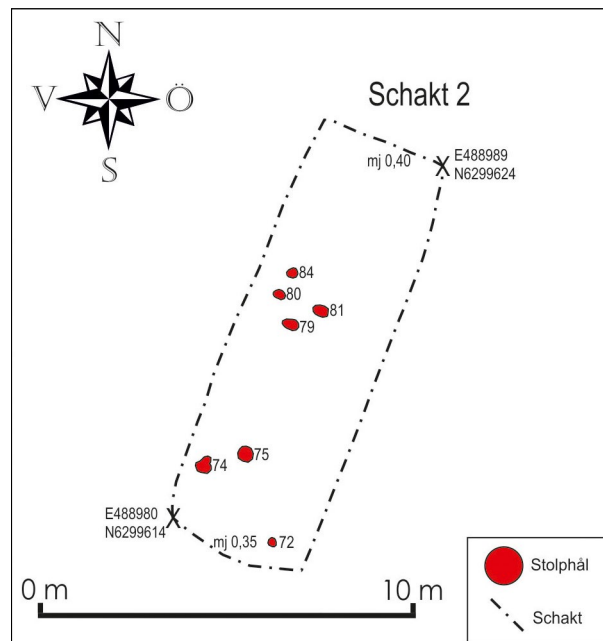 N
V Ö
S
Schakt 2
mj 0,40
E488989
N6299624
84
80
81
79
75
74
E488980
N6299614
mj 0,35
72
0 m 10 m
Stolphål
Schakt